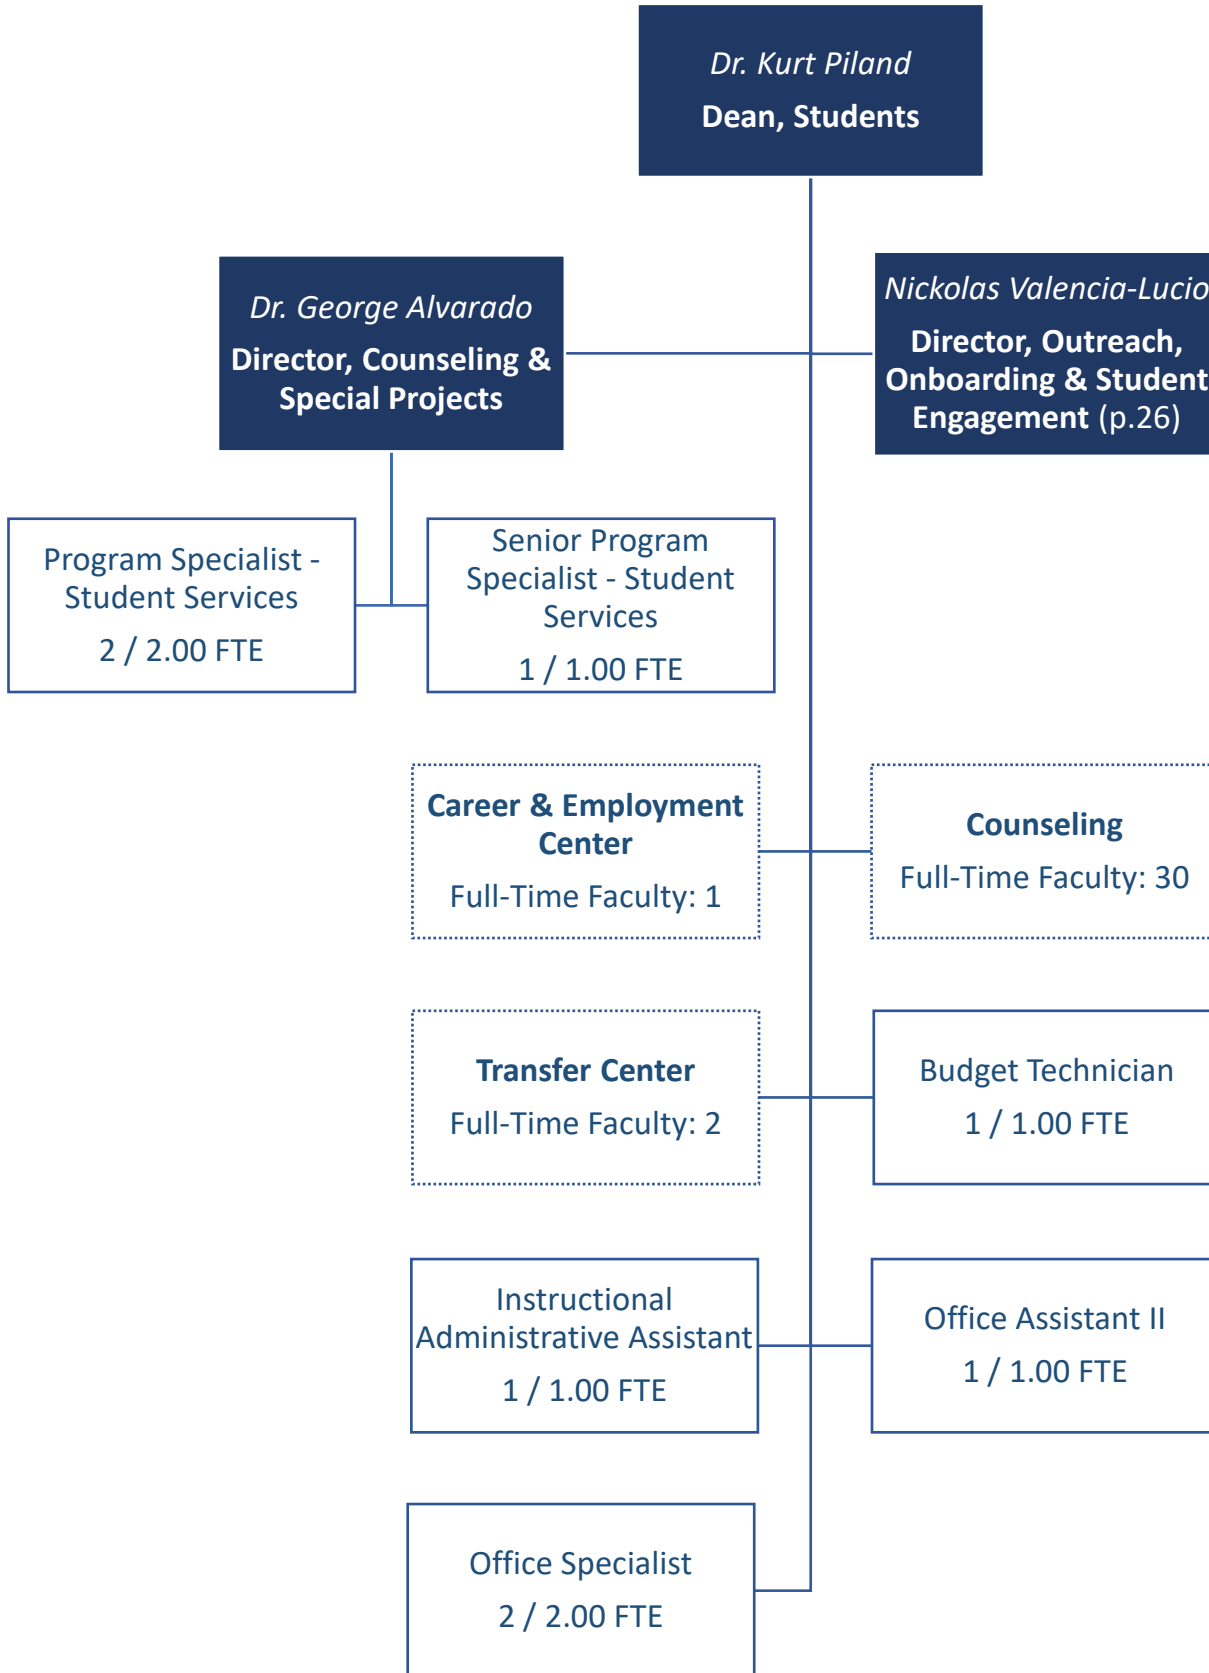 Dr. Kurt Piland
Dean, Students
Dr. George Alvarado
Director, Counseling &
Special Projects
Nickolas Valencia-Lucio
Director, Outreach,
Onboarding & Student
Engagement (p.26)
Program Specialist -
Student Services
2 / 2.00 FTE
Senior Program
Specialist - Student
Services
1 / 1.00 FTE
Career & Employment
Center
Full-Time Faculty: 1
Counseling
Full-Time Faculty: 30
Transfer Center
Full-Time Faculty: 2
Budget Technician
1 / 1.00 FTE
Instructional
Administrative Assistant
1 / 1.00 FTE
Office Assistant II
1 / 1.00 FTE
Office Specialist
2 / 2.00 FTE